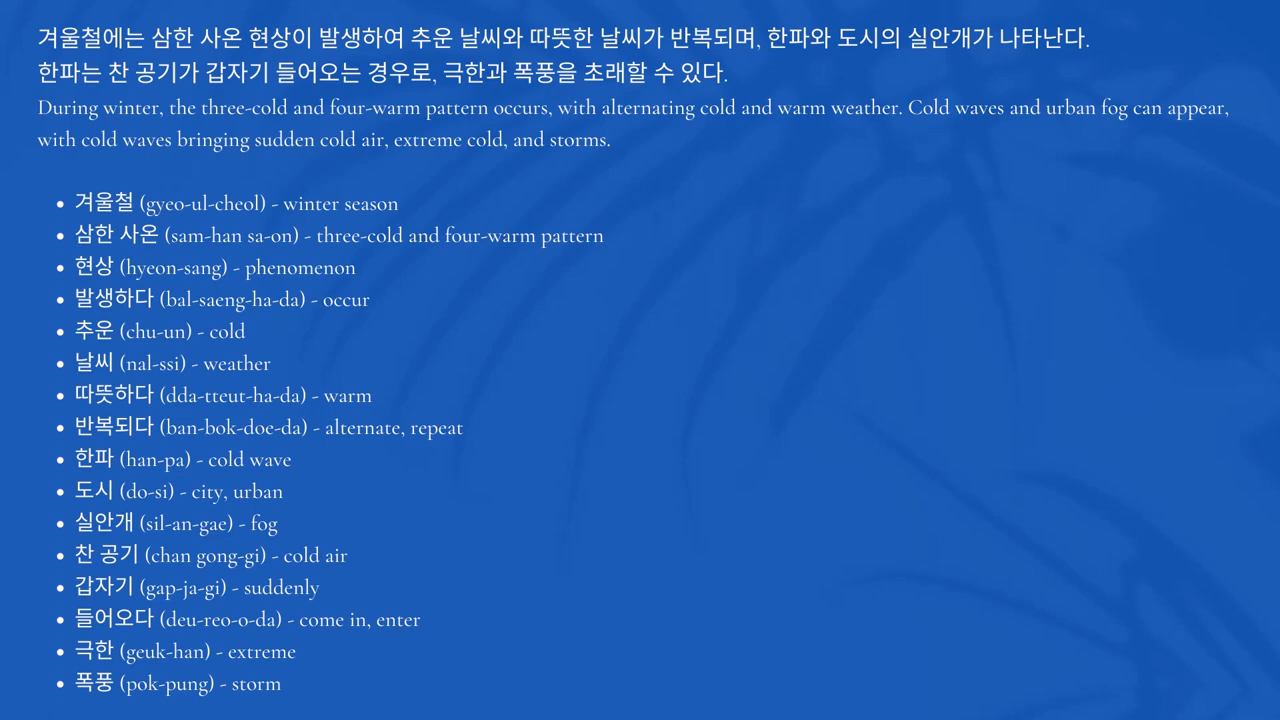 겨울철에는 삼한 사온 현상이 발생하여 추운 날씨와 따뜻한 날씨가 반복되며, 한파와 도시의 실안개가 나타난다.
한파는 찬 공기가 갑자기 들어오는 경우로, 극한과 폭풍을 초래할 수 있다.
During winter, the three-cold and four-warm pattern occurs, with alternating cold and warm weather. Cold waves and urban fog can appear,
with cold waves bringing sudden cold air, extreme cold, and storms.
• 겨울철 (gyeo-ul-cheol) - winter season
• 삼한 사온 (sam-han sa-on) - three-cold and four-warm pattern
• 현상 (hyeon-sang) - phenomenon
• 발생하다 (bal-saeng-ha-da) - occur
• 추운 (chu-un) - cold
• 날씨 (nal-ssi) - weather
• 따뜻하다 (dda-tteut-ha-da) - warm
• 반복되다 (ban-bok-doe-da) - alternate, repeat
• 한파 (han-pa) - cold wave
• 도시 (do-si) - city, urban
• 실안개 (sil-an-gae) - fog
• 찬 공기 (chan gong-gi) - cold air
• 갑자기 (gap-ja-gi) - suddenly
• 들어오다 (deu-reo-o-da) - come in, enter
• 극한 (geuk-han) - extreme
• 폭풍 (pok-pung) - storm